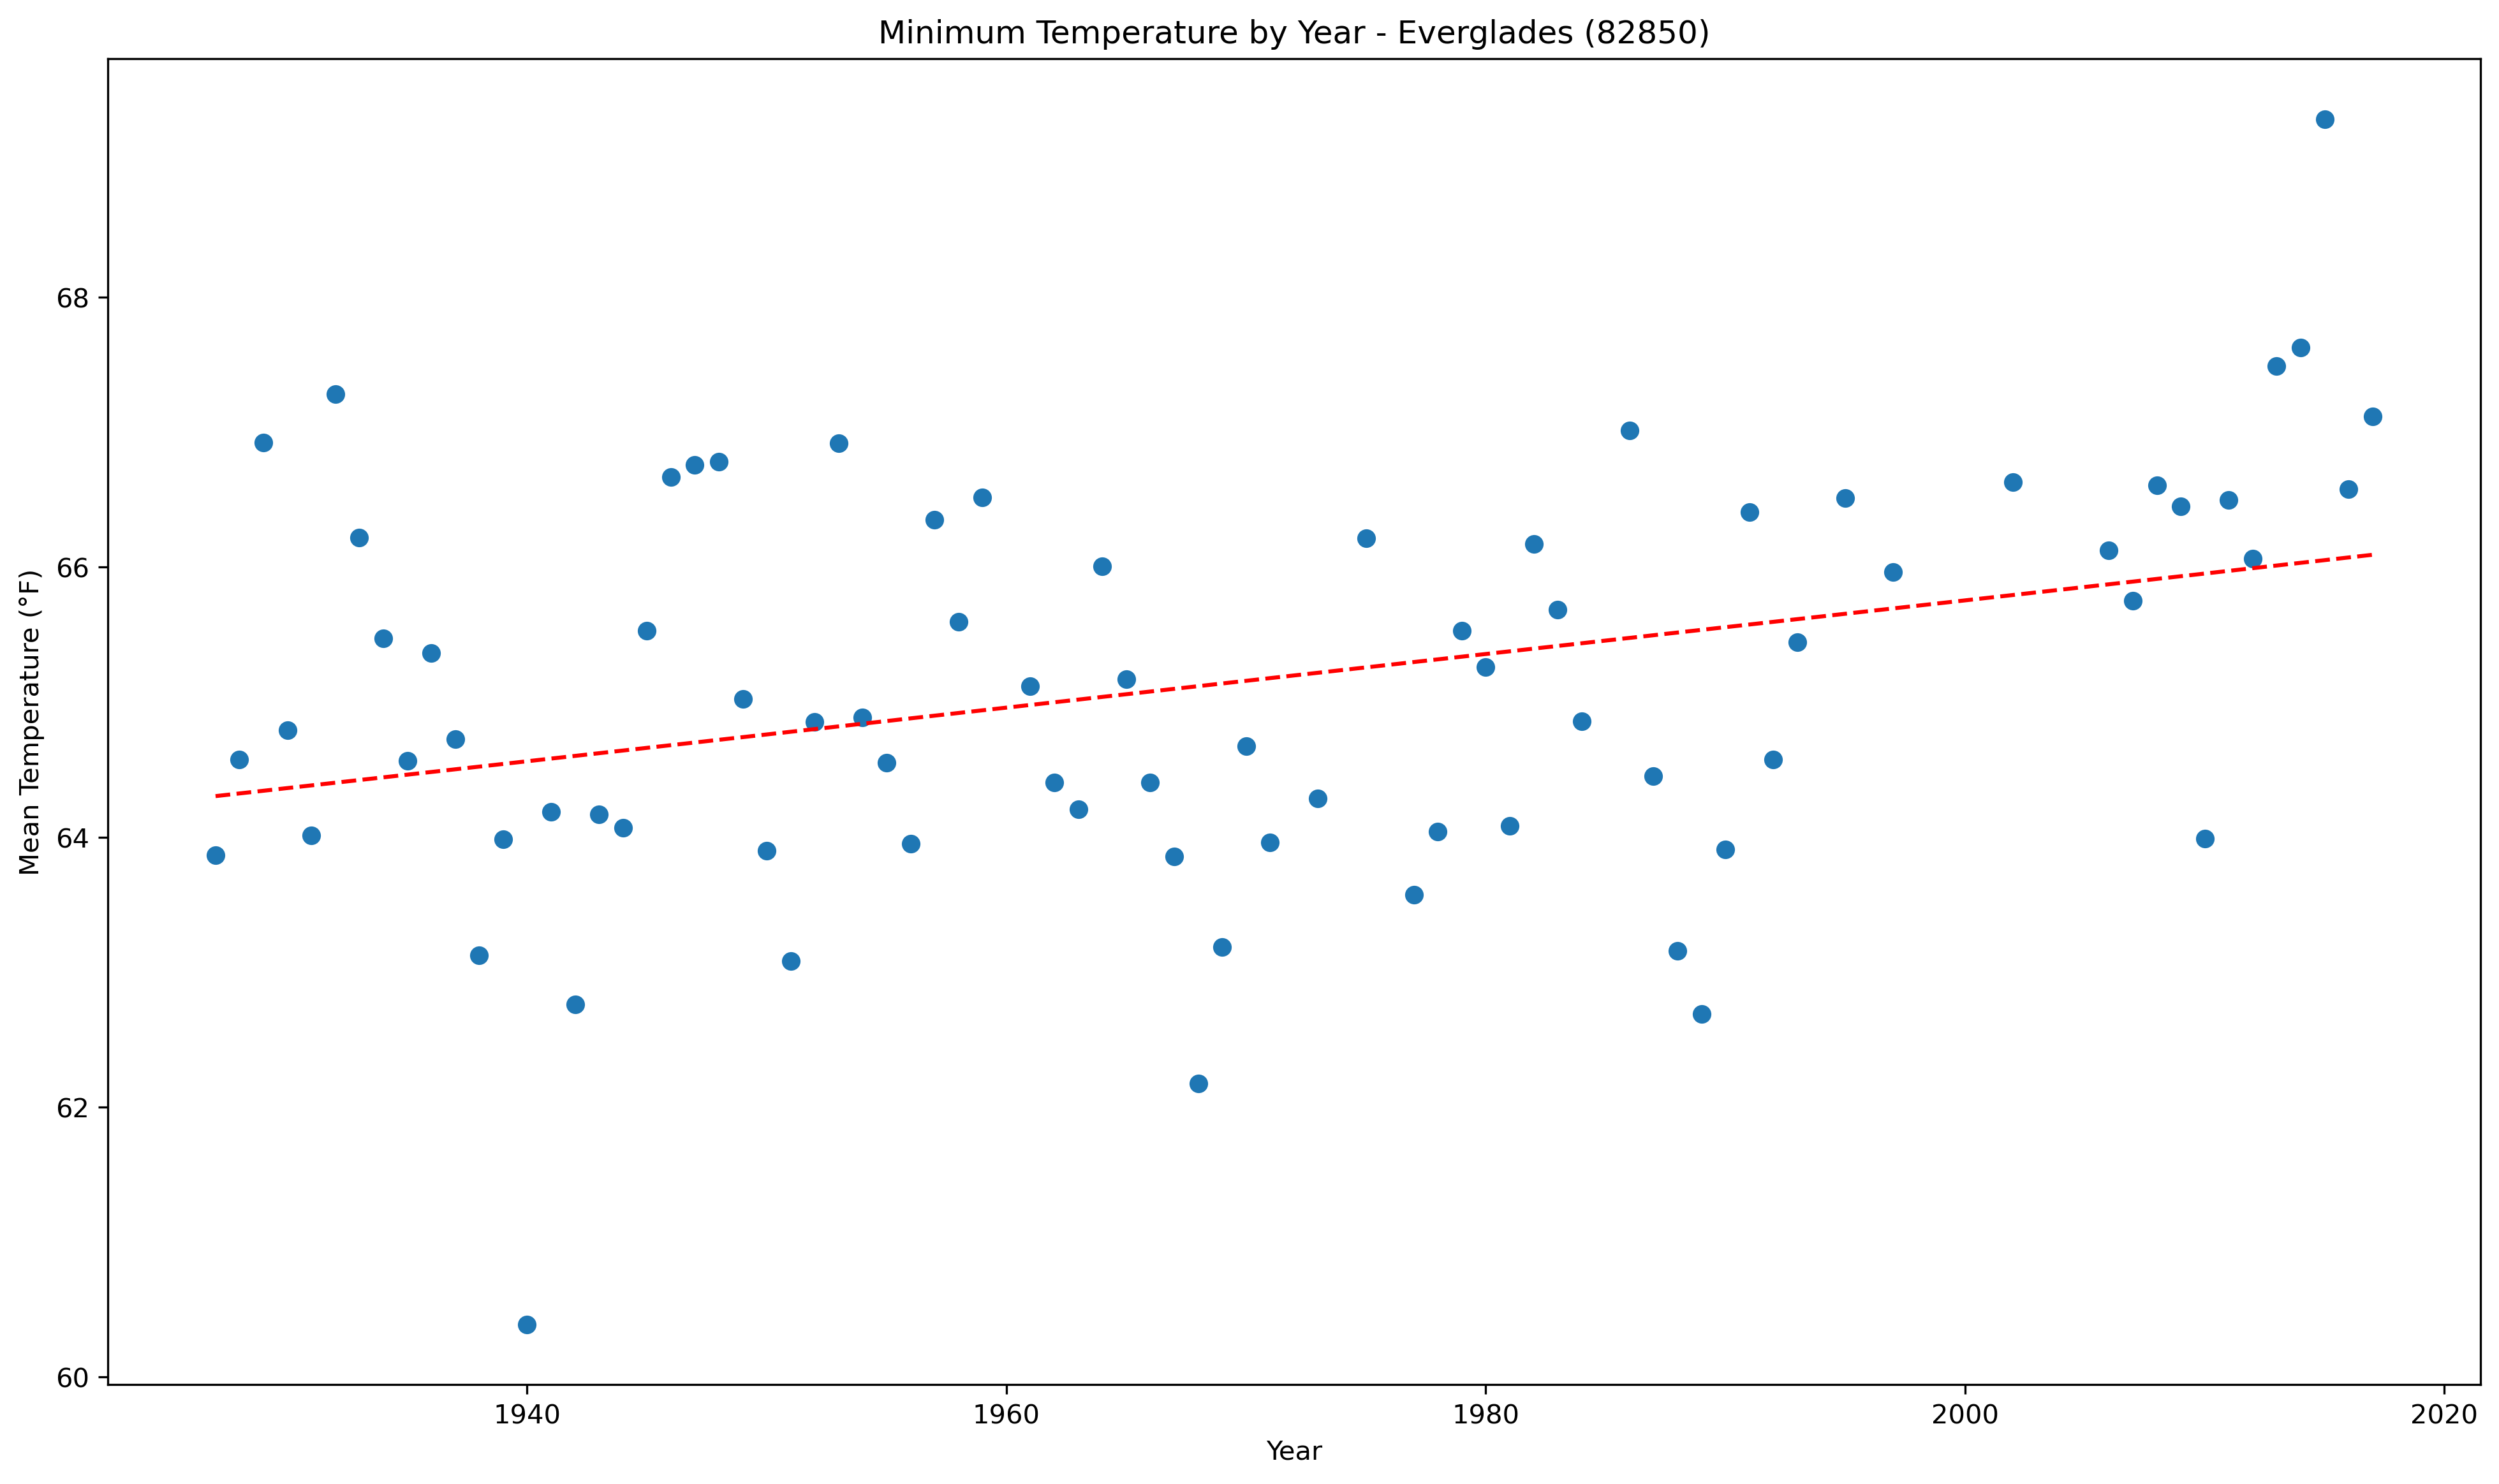 Minimum Temperature by Year - Everglades (82850)
Mean Temperature (°F)
68
66
64
62
60
1940 1960 1980 2000 2020
Year